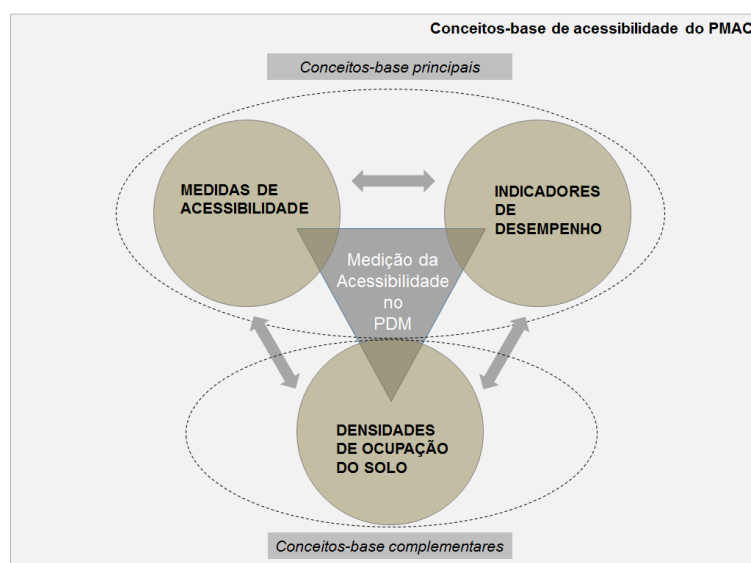 Conceitos-base de acessibilidade do PMAC
Conceitos-base principais
MEDIDAS DE
ACESSIBILIDADE
INDICADORES
DE
DESEMPENHO
Medição da
Acessibilidade
no
PDM
DENSIDADES
DE OCUPAÇÃO
DO SOLO
Conceitos-base complementares